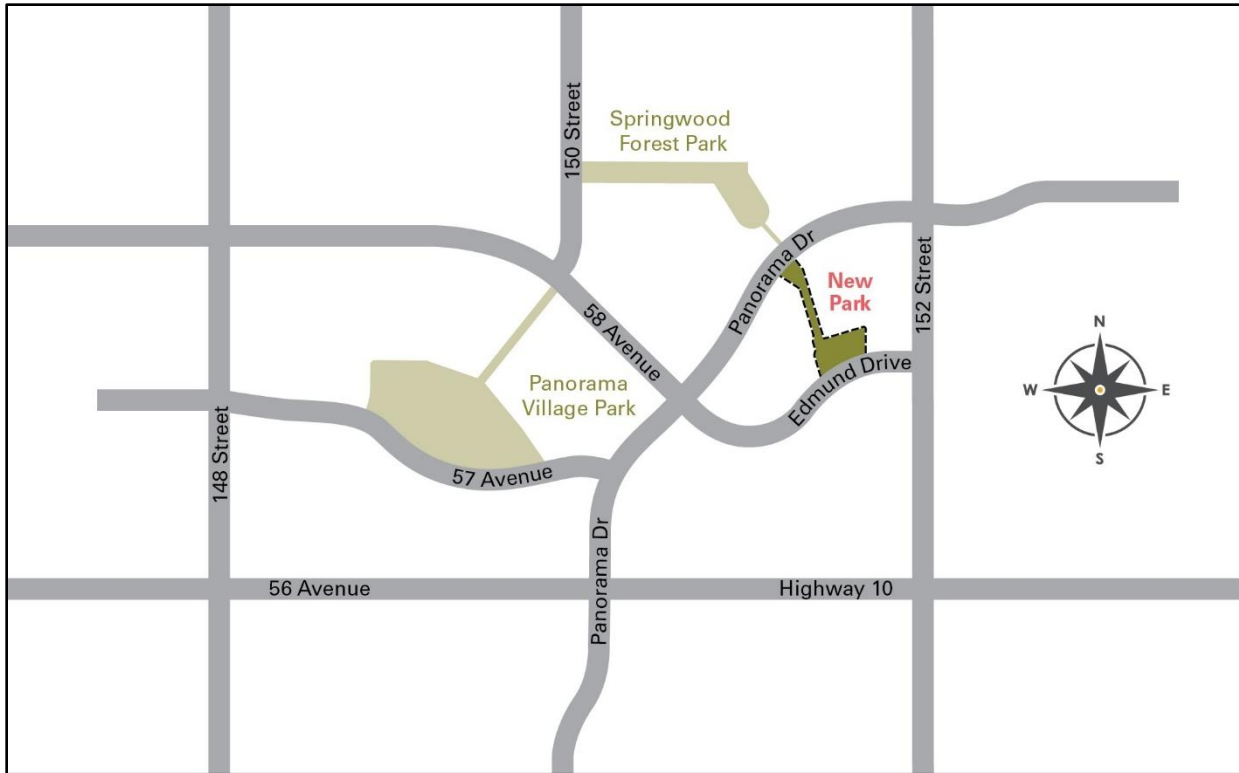 150 Street
Springwood
Forest Park
Panorama Dr
New
Park
152 Street
58 Avenue
N
W
E
S
Panorama
Village Park
Edmund Drive
148 Street
57 Avenue
Panorama Dr
56 Avenue
Highway 10